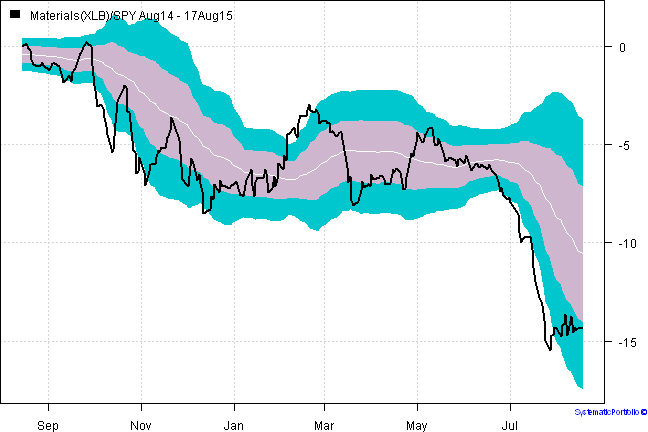 Materials(XLB)/SPY Aug14 - 17Aug15
0
-5
-10
-15
Sep Nov Jan Mar May Jul
SystematicPortfolio ©